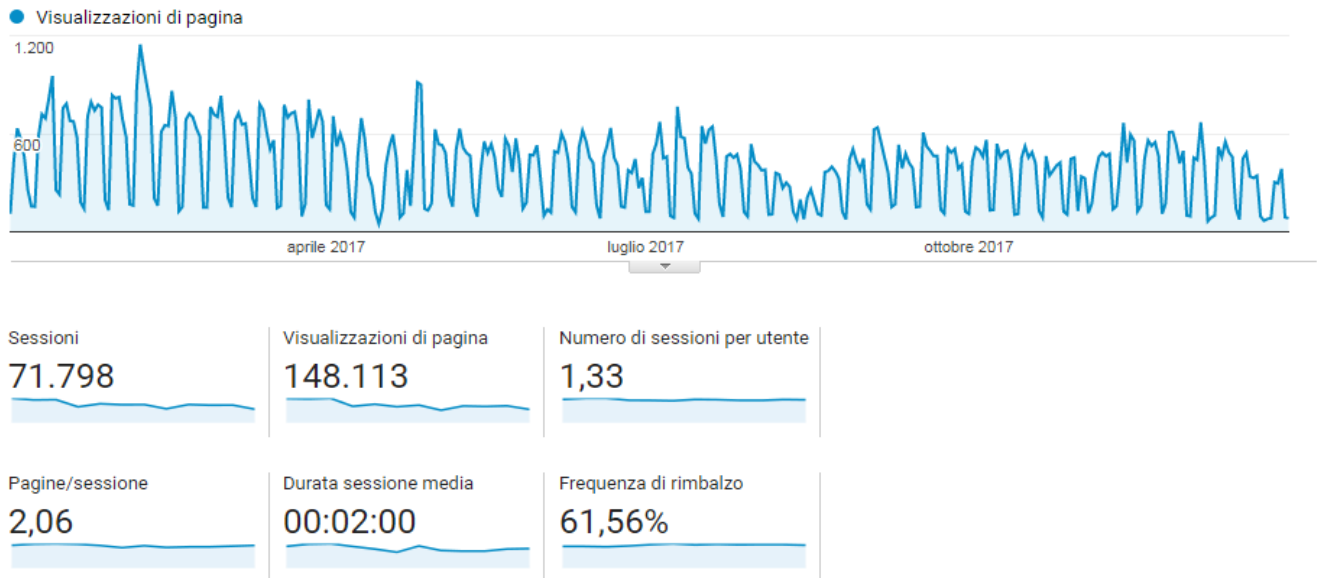 Visualizzazioni di pagina
1.200
600
aprile 2017 luglio 2017 ottobre 2017
Sessioni Visualizzazioni di pagina Numero di sessioni per utente
71.798 148.113 1,33
Pagine/sessione Durata sessione media Frequenza di rimbalzo
2,06 00:02:00 61,56%